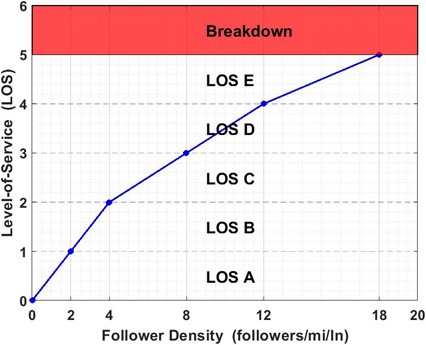 6
5
4
3
2
1
0
Level-of-Service (LOS)
Breakdown
LOS E
LOS D
LOS C
LOS B
LOS A
0 2 4 8 12 18 20
Follower Density (followers/mi/ln)